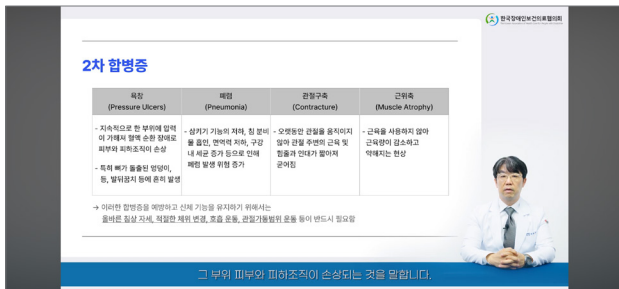 한국장애인보건의료협의회
2차 합병증
욕창
(Pressure Ulcers)
폐렴
(Pneumonia)
관절구축
(Contracture)
근위축
(Muscle Atrophy)
- 지속적으로 한 부위에 압력
이 가해져 혈액 순환 장애로
피부와 피하조직이 손상
- 특히 뼈가 돌출된 엉덩이,
등, 발뒤꿈치 등에 흔히 발생
- 삼키기 기능의 저하, 침 분비
물 흡인, 면역력 저하, 구강
내 세균 증가 등으로 인해
폐렴 발생 위험 증가
- 오랫동안 관절을 움직이지
않아 관절 주변의 근육 및
힘줄과 인대가 짧아져
굳어짐
- 근육을 사용하지 않아
근육량이 감소하고
약해지는 현상
→ 이러한 합병증을 예방하고 신체 기능을 유지하기 위해서는
올바른 침상 자세, 적절한 체위 변경, 호흡 운동, 관절가동범위 운동 등이 반드시 필요함
그 부위 피부와 피하조직이 손상되는 것을 말합니다.